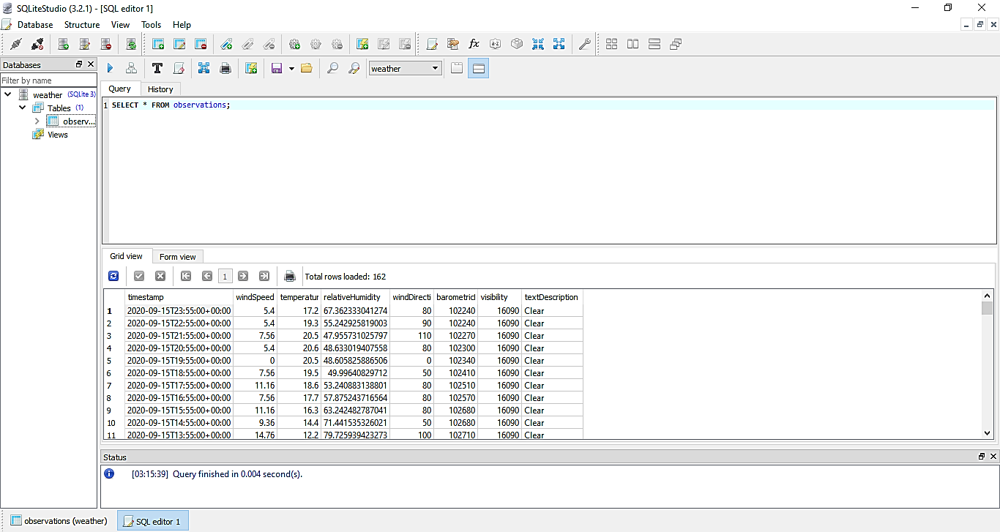 SQLiteStudio (3.2.1) - [SQL editor 1]
Database Structure View Tools Help
Databases
weather
Filter by name
Query History
weather (SQLite 3)
1 SELECT * FROM observations;
Tables (1)
observ...
Views
Grid view Form view
1 Total rows loaded: 162
timestamp windSpeed temperatur relativeHumidity windDirecti barometricl visibility textDescription
1 2020-09-15T23:55:00+00:00 5.4 17.2 67.362333041274 80 102240 16090 Clear
2 2020-09-15T22:55:00+00:00 5.4 19.3 55.242925819003 90 102240 16090 Clear
3 2020-09-15T21:55:00+00:00 7.56 20.5 47.955731025797 110 102270 16090 Clear
4 2020-09-15T20:55:00+00:00 5.4 20.6 48.633019407558 80 102300 16090 Clear
5 2020-09-15T19:55:00+00:00 0 20.5 48.605825886506 0 102340 16090 Clear
6 2020-09-15T18:55:00+00:00 7.56 19.5 49.99640829712 50 102410 16090 Clear
7 2020-09-15T17:55:00+00:00 11.16 18.6 53.240883138801 80 102510 16090 Clear
8 2020-09-15T16:55:00+00:00 7.56 17.7 57.875243716564 80 102570 16090 Clear
9 2020-09-15T15:55:00+00:00 11.16 16.3 63.242482787041 80 102680 16090 Clear
10 2020-09-15T14:55:00+00:00 9.36 14.4 71.441535326021 50 102680 16090 Clear
11 2020-09-15T13:55:00+00:00 14.76 12.2 79.725939423273 100 102710 16090 Clear
Status
[03:15:39] Query finished in 0.004 second(s).
observations (weather) SQL editor 1